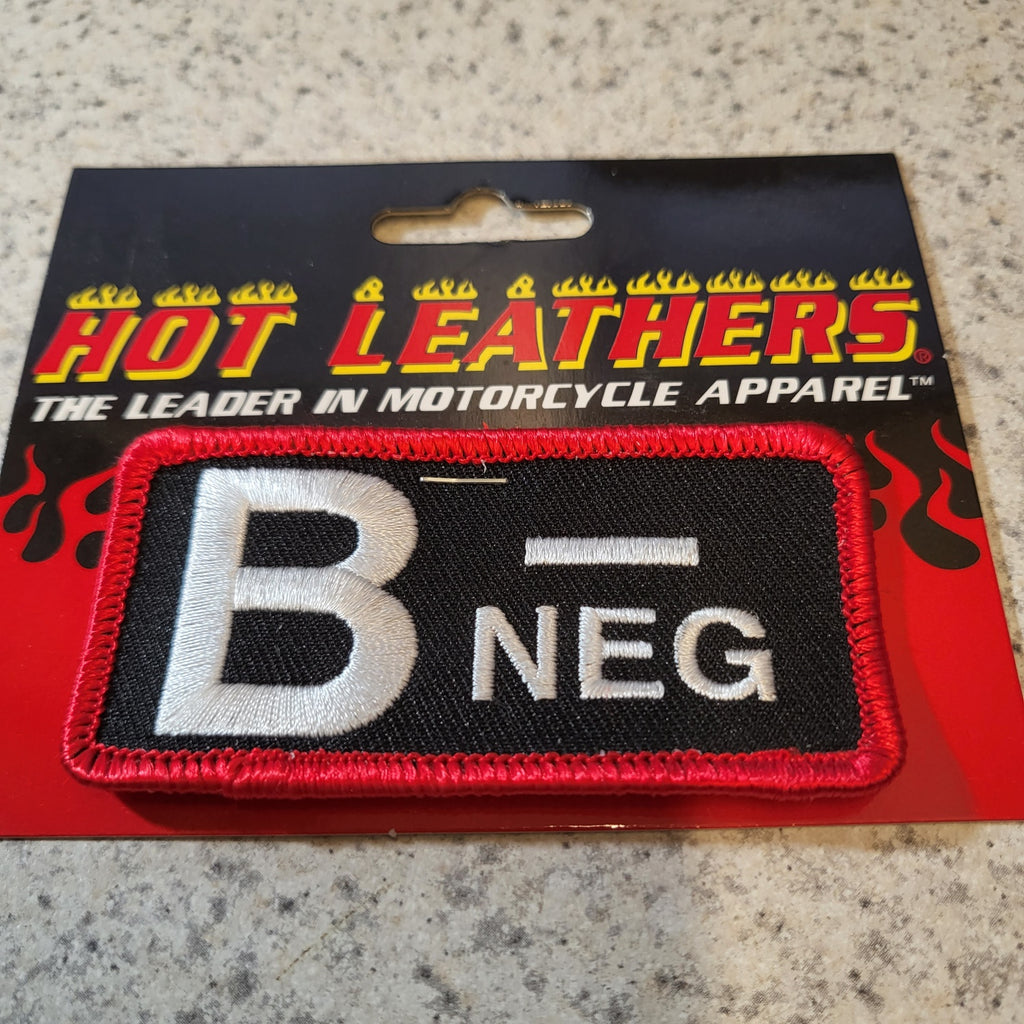 HOT LEATHERS®
THE LEADER IN MOTORCYCLE APPAREL™
B –
NEG